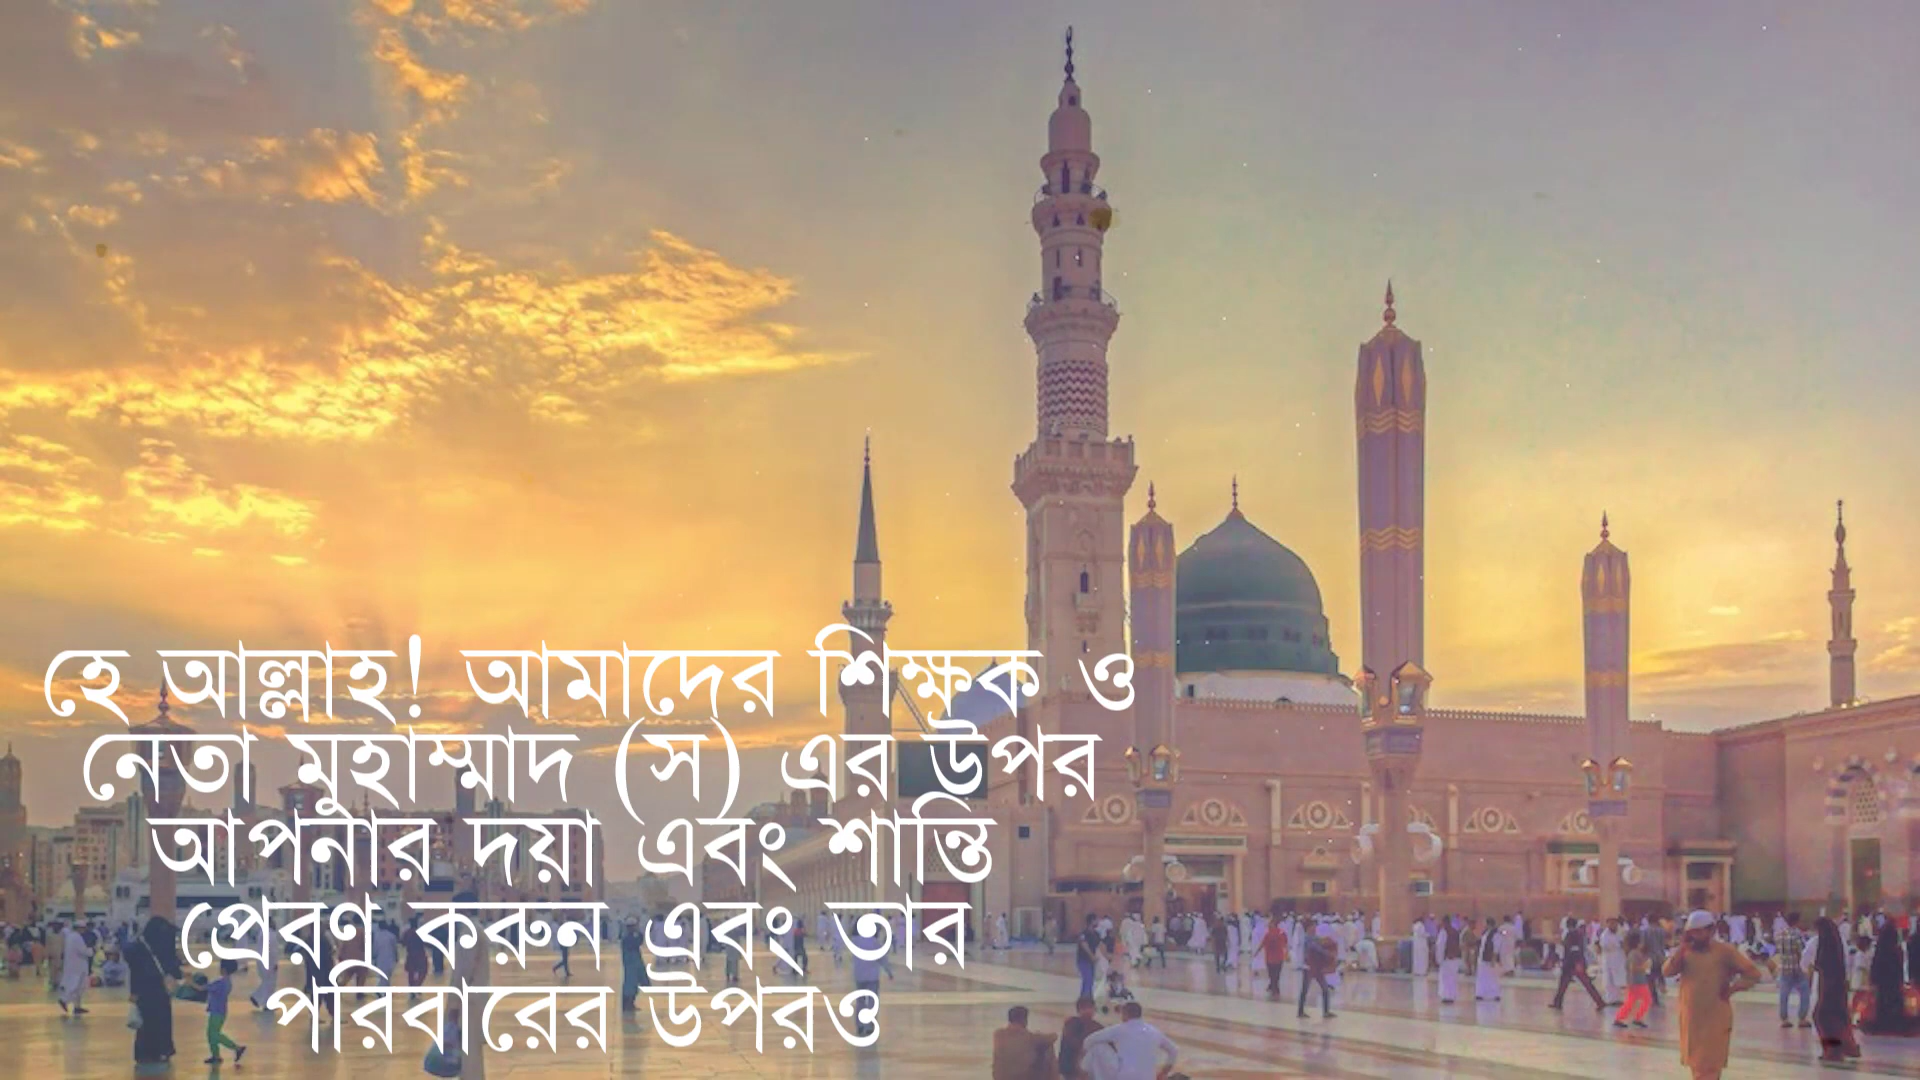 হে আল্লাহ! আমাদের শিক্ষক ও
নেতা মুহাম্মাদ (স) এর উপর
আপনার দয়া এবং শান্তি
প্রেরণ করুন এবং তার
পরিবারের উপরও